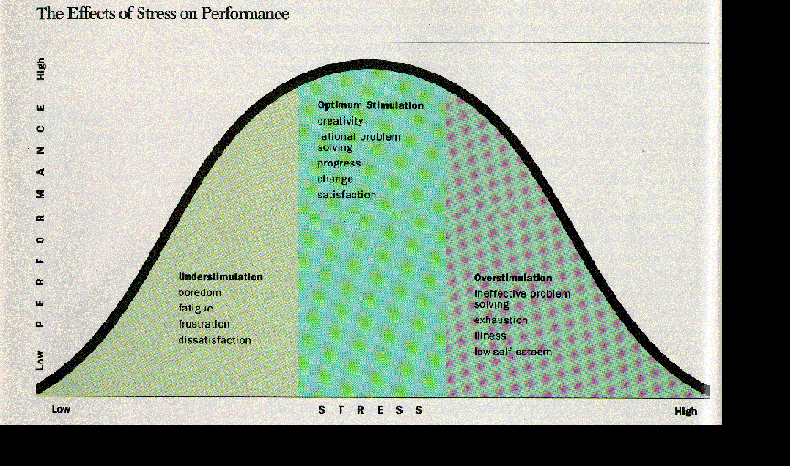 The Effects of Stress on Performance
High
PERFORMANCE
Low
Optimum Stimulation
creativity
rational problem
solving
progress
change
satisfaction
Understimulation
boredom
fatigue
frustration
dissatisfaction
Overstimulation
ineffective problem
solving
exhaustion
illness
low self-esteem
Low
STRESS
High